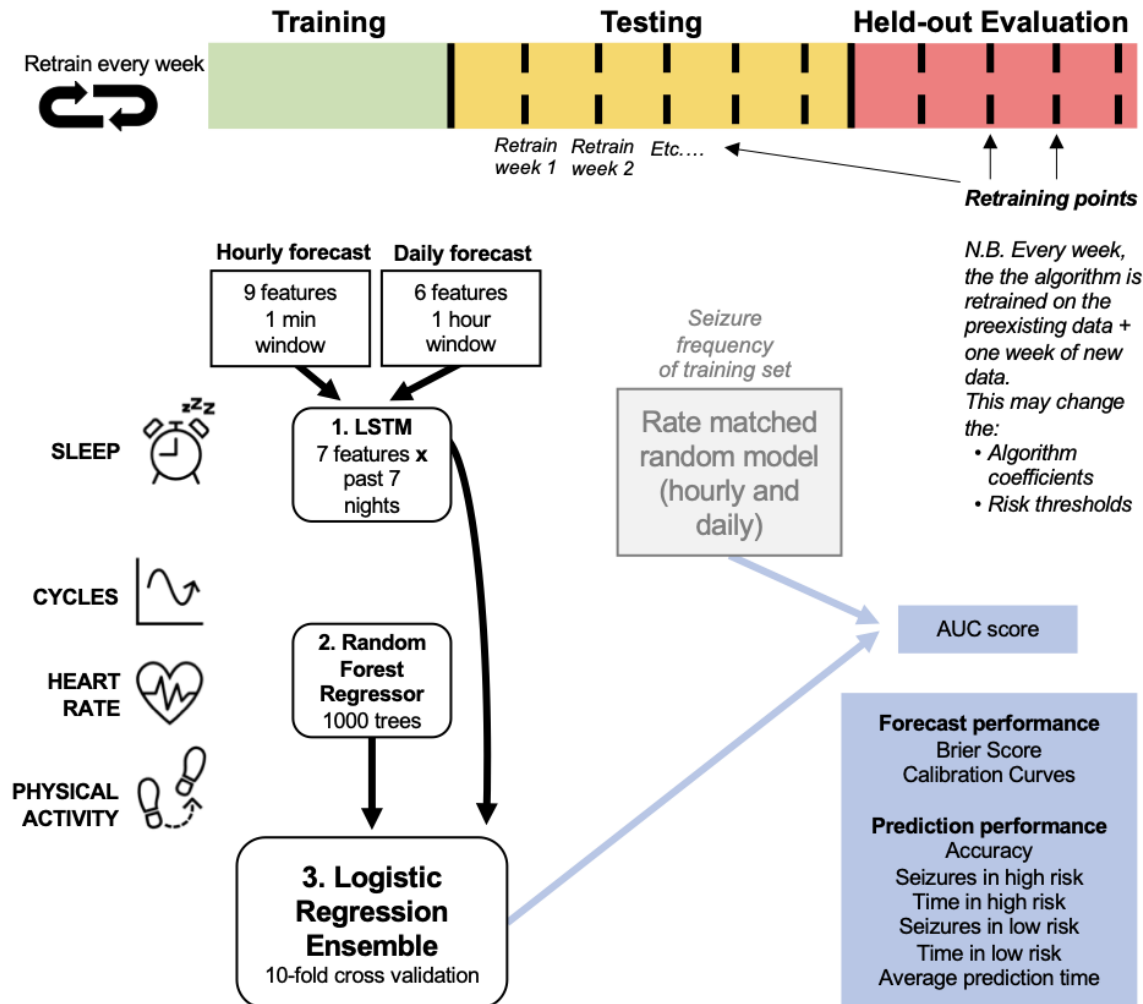 Training
Testing
Held-out Evaluation
Retrain every week
Retrain
week 1
Retrain
week 2
Etc....
Retraining points
N.B. Every week,
the the algorithm is
retrained on the
preexisting data +
one week of new
data.
This may change
the:
• Algorithm
coefficients
• Risk thresholds
Hourly forecast
9 features
1 min
window
Daily forecast
6 features
1 hour
window
Seizure
frequency
of training set
Rate matched
random model
(hourly and
daily)
SLEEP
zzZ
1. LSTM
7 features x
past 7
nights
CYCLES
HEART
RATE
2. Random
Forest
Regressor
1000 trees
PHYSICAL
ACTIVITY
3. Logistic
Regression
Ensemble
10-fold cross validation
AUC score
Forecast performance
Brier Score
Calibration Curves
Prediction performance
Accuracy
Seizures in high risk
Time in high risk
Seizures in low risk
Time in low risk
Average prediction time